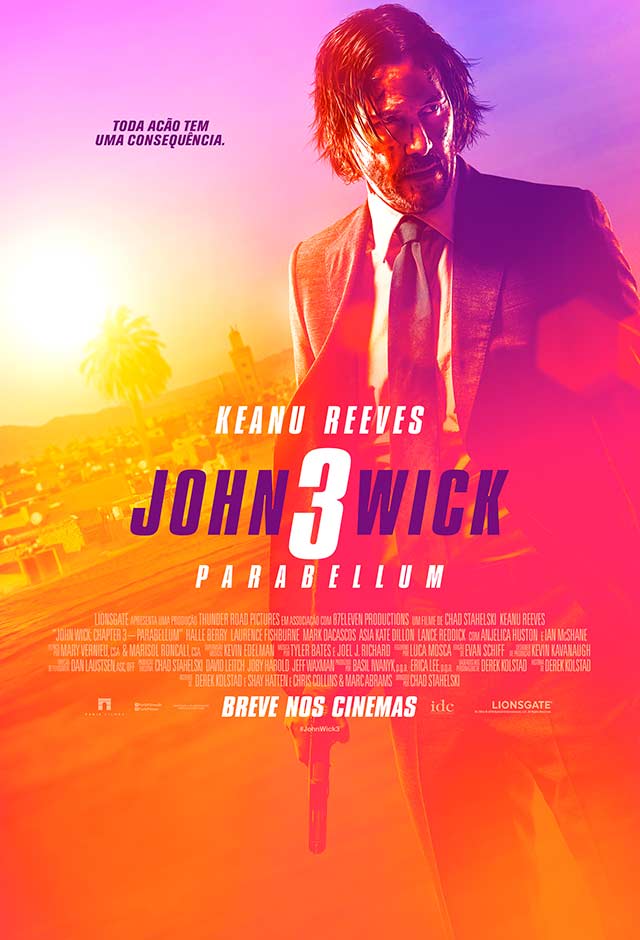 TODA ACÃO TEM
UMA CONSEQUÊNCIA.
KEANU REEVES
JOHN 3 WICK
PARABELLUM
LIONSGATE APRESENTA UMA PRODUÇÃO THUNDER ROAD PICTURES EM ASSOCIAÇÃO COM 87ELEVEN PRODUCTIONS UM FILME DE CHAD STAHELSKI KEANU REEVES
"JOHN WICK: CHAPTER 3—PARABELLUM" HALLE BERRY LAURENCE FISHBURNE MARK DACASCOS ASIA KATE DILLON LANCE REDDICK COM ANJELICA HUSTON E IAN McSHANE
MARY VERNIEU, CSA & MARISOL RONCALI, CSA KEVIN EDELMAN TYLER BATES E JOEL J. RICHARD LUCA MOSCA EVAN SCHIFF KEVIN KAVANAUGH
DAN LAUSTSEN, ASC, DFF CHAD STAHELSKI DAVID LEITCH JOBY HAROLD JEFF WAXMAN BASIL IWANYK, p.g.a. ERICA LEE, p.g.a. DEREK KOLSTAD DEREK KOLSTAD
DEREK KOLSTAD E SHAY HATTEN E CHRIS COLLINS & MARC ABRAMS CHAD STAHELSKI
PARIS FILMES
BREVE NOS CINEMAS
idc
LIONSGATE
#JohnWick3